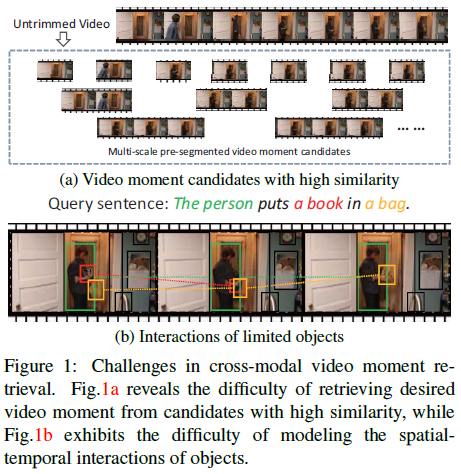 Untrimmed Video
Multi-scale pre-segmented video moment candidates
... ...
(a) Video moment candidates with high similarity
Query sentence: The person puts a book in a bag.
(b) Interactions of limited objects
Figure 1: Challenges in cross-modal video moment re-
trieval. Fig.1a reveals the difficulty of retrieving desired
video moment from candidates with high similarity, while
Fig.1b exhibits the difficulty of modeling the spatial-
temporal interactions of objects.